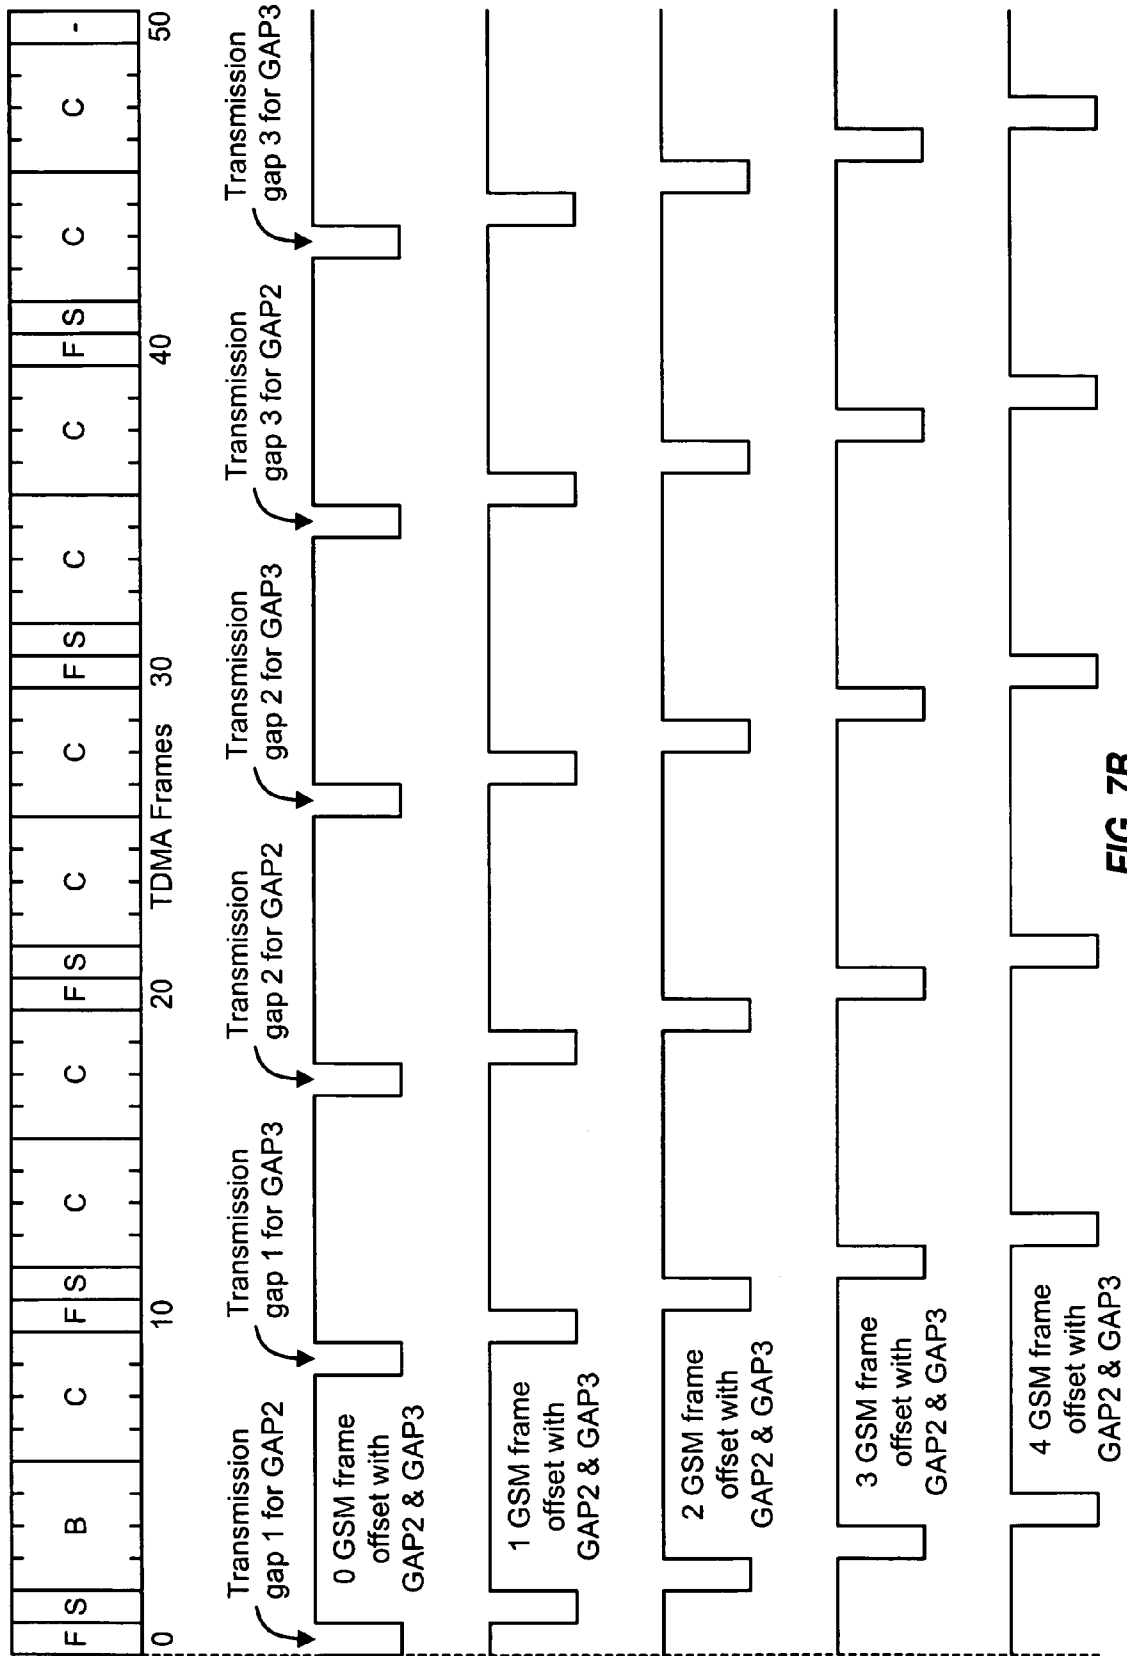 F S B C F S C C F S C C F S C C F S C C -
0 10 20 TDMA Frames 30 40 50
Transmission
gap 1 for GAP2
Transmission
gap 1 for GAP3
Transmission
gap 2 for GAP2
Transmission
gap 2 for GAP3
Transmission
gap 3 for GAP2
Transmission
gap 3 for GAP3
0 GSM frame
offset with
GAP2 & GAP3
1 GSM frame
offset with
GAP2 & GAP3
2 GSM frame
offset with
GAP2 & GAP3
3 GSM frame
offset with
GAP2 & GAP3
4 GSM frame
offset with
GAP2 & GAP3
FIG. 7B